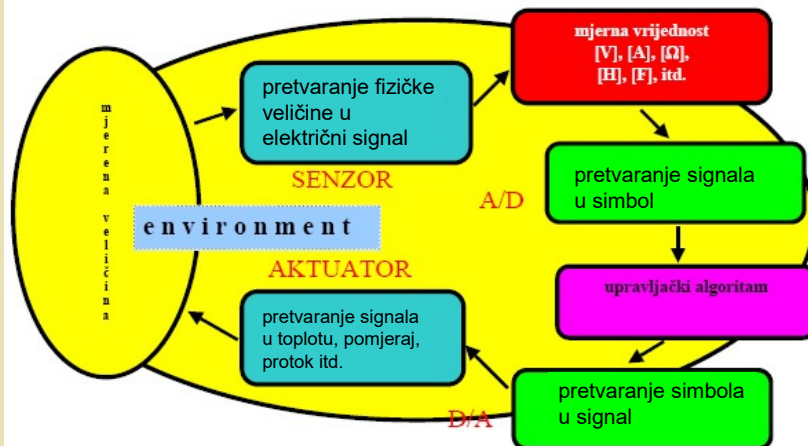 mjerna vrijednost
[V], [A], [Ω],
[H], [F], itd.
pretvaranje fizičke
veličine u
električni signal
SENZOR
mjerena veličina
environment
A/D
pretvaranje signala
u simbol
AKTUATOR
upravljački algoritam
pretvaranje signala
u toplotu, pomjeraj,
protok itd.
D/A
pretvaranje simbola
u signal